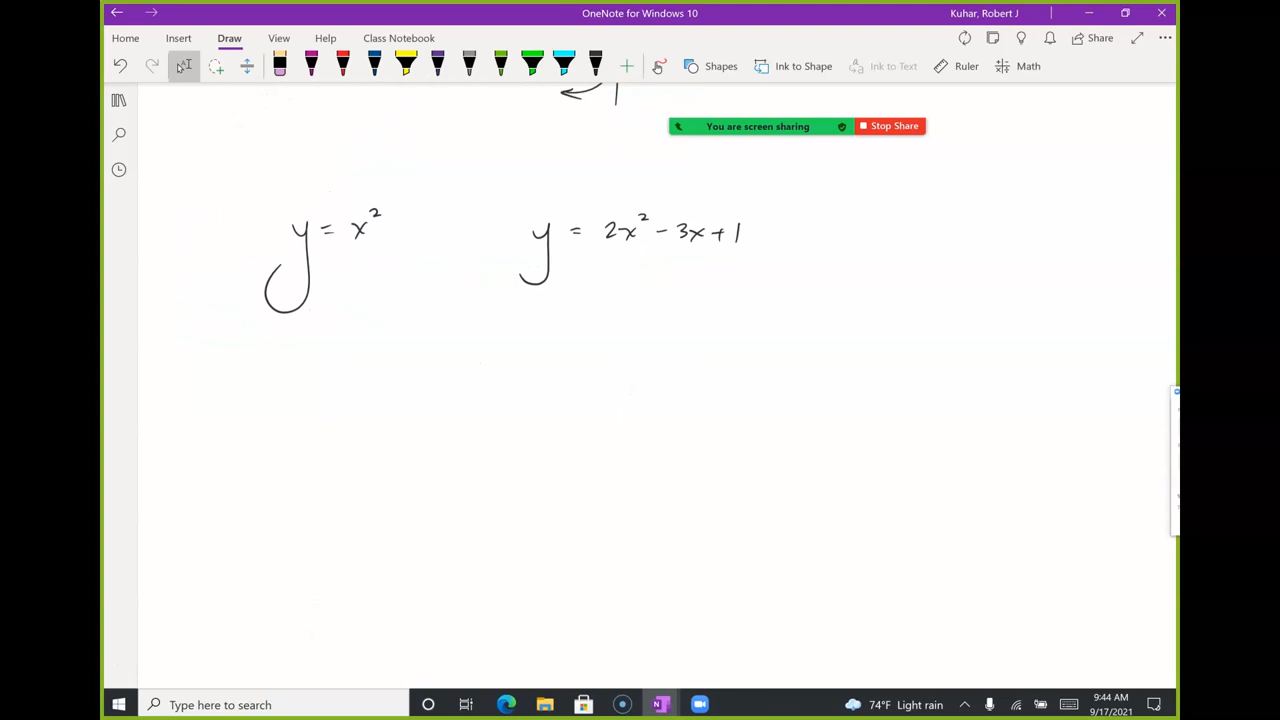 OneNote for Windows 10
Kuhar, Robert J
Home Insert Draw View Help Class Notebook
Share
Shapes Ink to Shape Ink to Text Ruler Math
You are screen sharing Stop Share
y = x² y = 2x² - 3x + 1
Type here to search
74°F Light rain
9:44 AM
9/17/2021